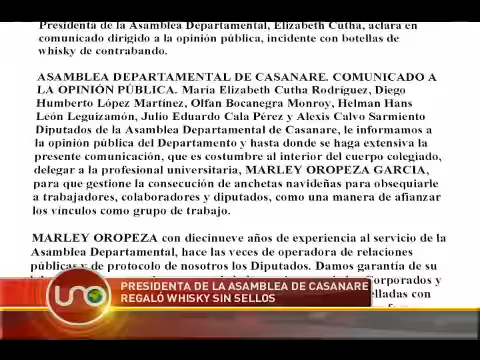 Presidenta de la Asamblea Departamental, Elizabeth Cutha, aclara en
comunicado dirigido a la opinión pública, incidente con botellas de
whisky de contrabando.
ASAMBLEA DEPARTAMENTAL DE CASANARE. COMUNICADO A
LA OPINIÓN PÚBLICA. María Elizabeth Cutha Rodríguez, Diego
Humberto López Martínez, Olfan Bocanegra Monroy, Helman Hans
León Leguizamón, Julio Eduardo Cala Pérez y Alexis Calvo Sarmiento
Diputados de la Asamblea Departamental de Casanare, le informamos a
la opinión pública del Departamento y hasta donde se haga extensiva la
presente comunicación, que es costumbre al interior del cuerpo colegiado,
delegar a la profesional universitaria, MARLEY OROPEZA GARCIA,
para que gestione la consecución de anchetas navideñas para obsequiarle
a trabajadores, colaboradores y diputados, como una manera de afianzar
los vínculos como grupo de trabajo.
MARLEY OROPEZA con diecinueve años de experiencia al servicio de la
Asamblea Departamental, hace las veces de operadora de relaciones
públicas y de protocolo de nosotros los Diputados. Damos garantía de su
Corporados y
elladas con
UNO
PRESIDENTA DE LA ASAMBLEA DE CASANARE
REGALÓ WHISKY SIN SELLOS